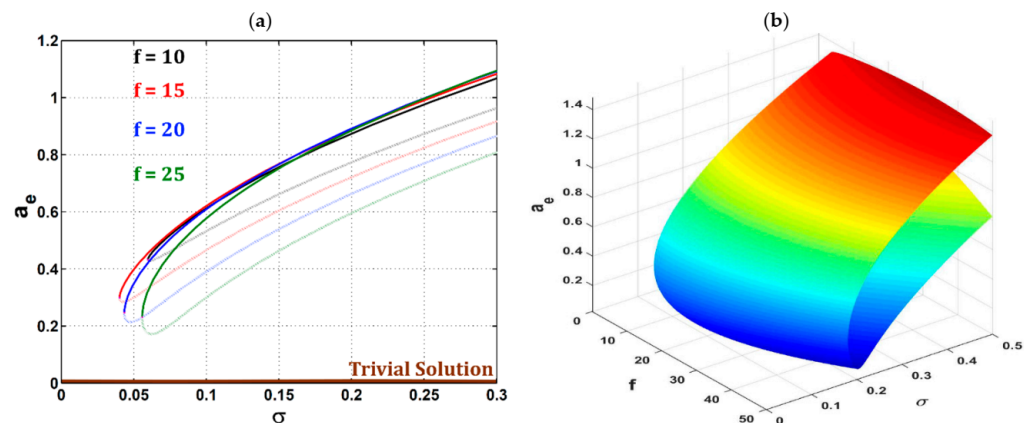 (a)
1.2
1
0.8
0.6
0.4
0.2
0
a_e
f = 10
f = 15
f = 20
f = 25
Trivial Solution
0 0.05 0.1 0.15 0.2 0.25 0.3
σ
(b)
1.4
1.2
1
0.8
0.6
0.4
0.2
a_e
0
10
20
30
40
50
f
0
0.1
0.2
0.3
0.4
0.5
σ